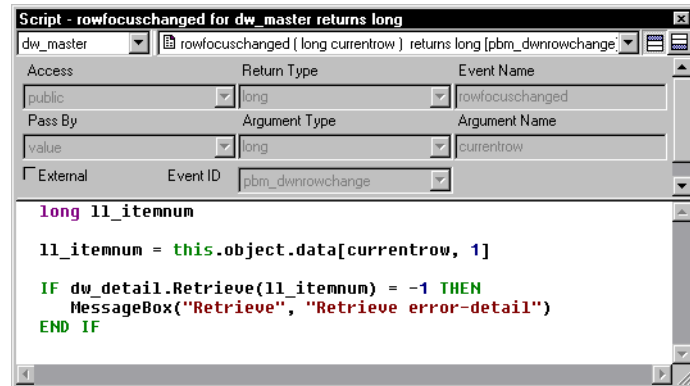 Script - rowfocuschanged for dw_master returns long
dw_master
rowfocuschanged ( long currentrow ) returns long [pbm_dwnrowchange]
Access
Return Type
Event Name
public
long
rowfocuschanged
Pass By
Argument Type
Argument Name
value
long
currentrow
External
Event ID
pbm_dwnrowchange
long ll_itemnum
ll_itemnum = this.object.data[currentrow, 1]
IF dw_detail.Retrieve(ll_itemnum) = -1 THEN
MessageBox("Retrieve", "Retrieve error-detail")
END IF